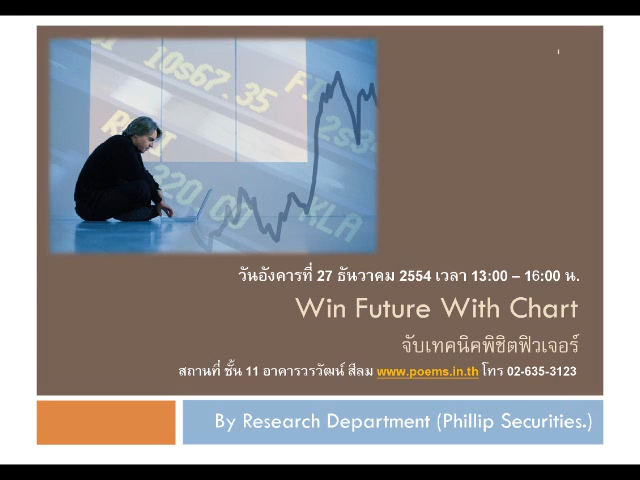 10s67.35
1
วันอังคารที่ 27 ธันวาคม 2554 เวลา 13:00 – 16:00 น.
Win Future With Chart
จับเทคนิคพิชิตฟิวเจอร์
สถานที่ ชั้น 11 อาคารวรวัฒน์ สีลม www.poems.in.th โทร 02-635-3123
By Research Department (Phillip Securities.)